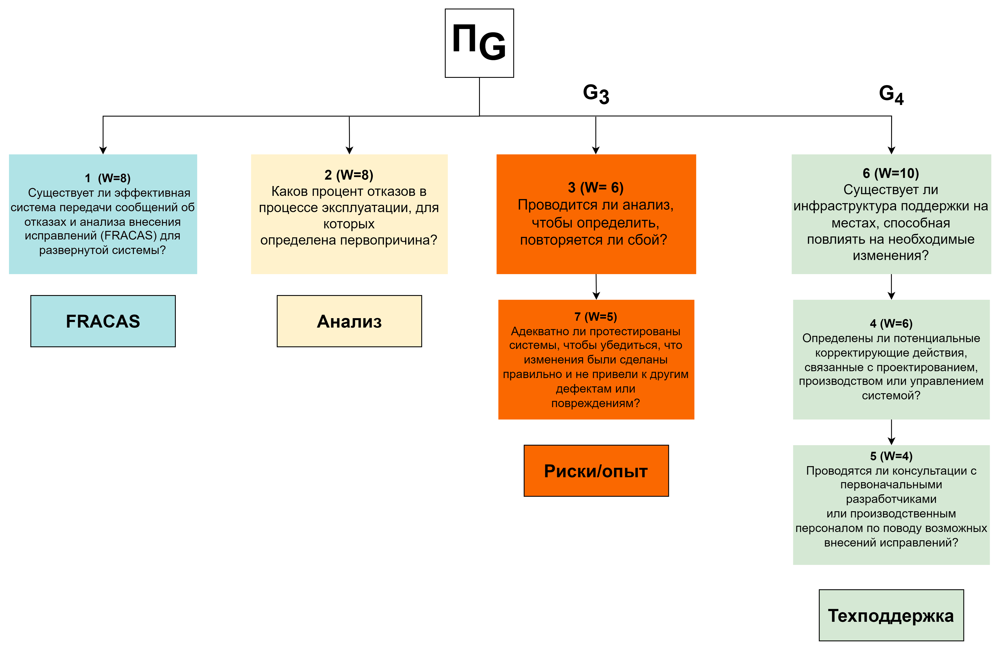 ПG
G3
G4
1  (W=8)
Существует ли эффективная
система передачи сообщений об
отказах и анализа внесения
исправлений (FRACAS) для
развернутой системы?
FRACAS
2 (W=8)
Каков процент отказов в
процессе эксплуатации, для
которых
определена первопричина?
Анализ
3 (W= 6)
Проводится ли анализ,
чтобы определить,
повторяется ли сбой?
7 (W=5)
Адекватно ли протестированы
системы, чтобы убедиться, что
изменения были сделаны
правильно и не привели к другим
дефектам или
повреждениям?
Риски/опыт
6 (W=10)
Существует ли
инфраструктура поддержки на
местах, способная
повлиять на необходимые
изменения?
4 (W=6)
Определены ли потенциальные
корректирующие действия,
связанные с проектированием,
производством или управлением
системой?
5 (W=4)
Проводятся ли консультации с
первоначальными
разработчиками
или производственным
персоналом по поводу возможных
внесений исправлений?
Техподдержка